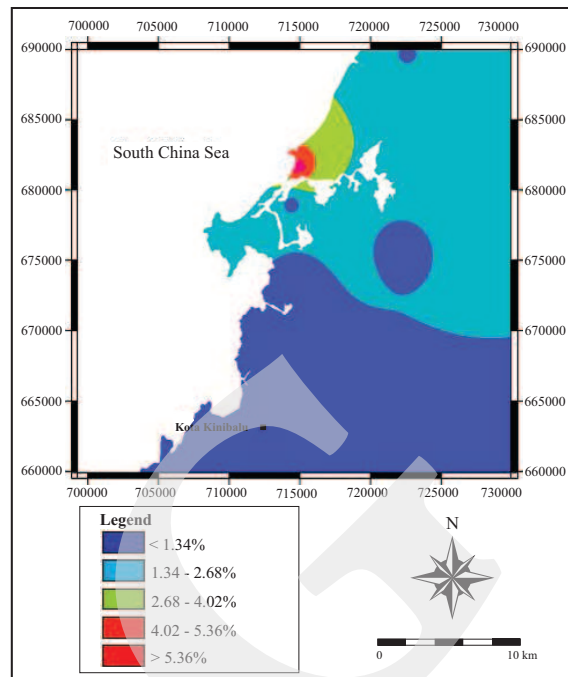 700000 705000 710000 715000 720000 725000 730000
690000 690000
685000 685000
South China Sea
680000 680000
675000 675000
670000 670000
665000 665000
Kota Kinibalu
660000 660000
700000 705000 710000 715000 720000 725000 730000
Legend
< 1.34%
1.34 - 2.68%
2.68 - 4.02%
4.02 - 5.36%
> 5.36%
N
0 10 km